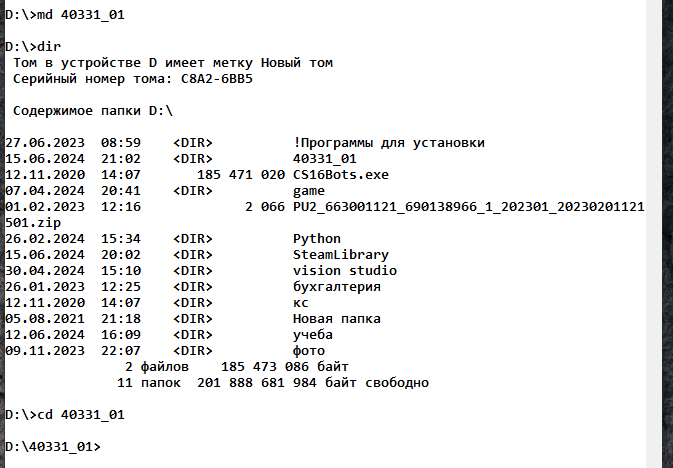 D:\>md 40331_01
D:\>dir
Том в устройстве D имеет метку Новый том
Серийный номер тома: C8A2-6BB5
Содержимое папки D:\
27.06.2023  08:59    <DIR>          !Программы для установки
15.06.2024  21:02    <DIR>          40331_01
12.11.2020  14:07       185 471 020 CS16Bots.exe
07.04.2024  20:41    <DIR>          game
01.02.2023  12:16             2 066 PU2_663001121_690138966_1_202301_20230201121
501.zip
26.02.2024  15:34    <DIR>          Python
15.06.2024  20:02    <DIR>          SteamLibrary
30.04.2024  15:10    <DIR>          vision studio
26.01.2023  12:25    <DIR>          бухгалтерия
12.11.2020  14:07    <DIR>          кс
05.08.2021  21:18    <DIR>          Новая папка
12.06.2024  16:09    <DIR>          учеба
09.11.2023  22:07    <DIR>          фото
2 файлов    185 473 086 байт
11 папок  201 888 681 984 байт свободно
D:\>cd 40331_01
D:\40331_01>